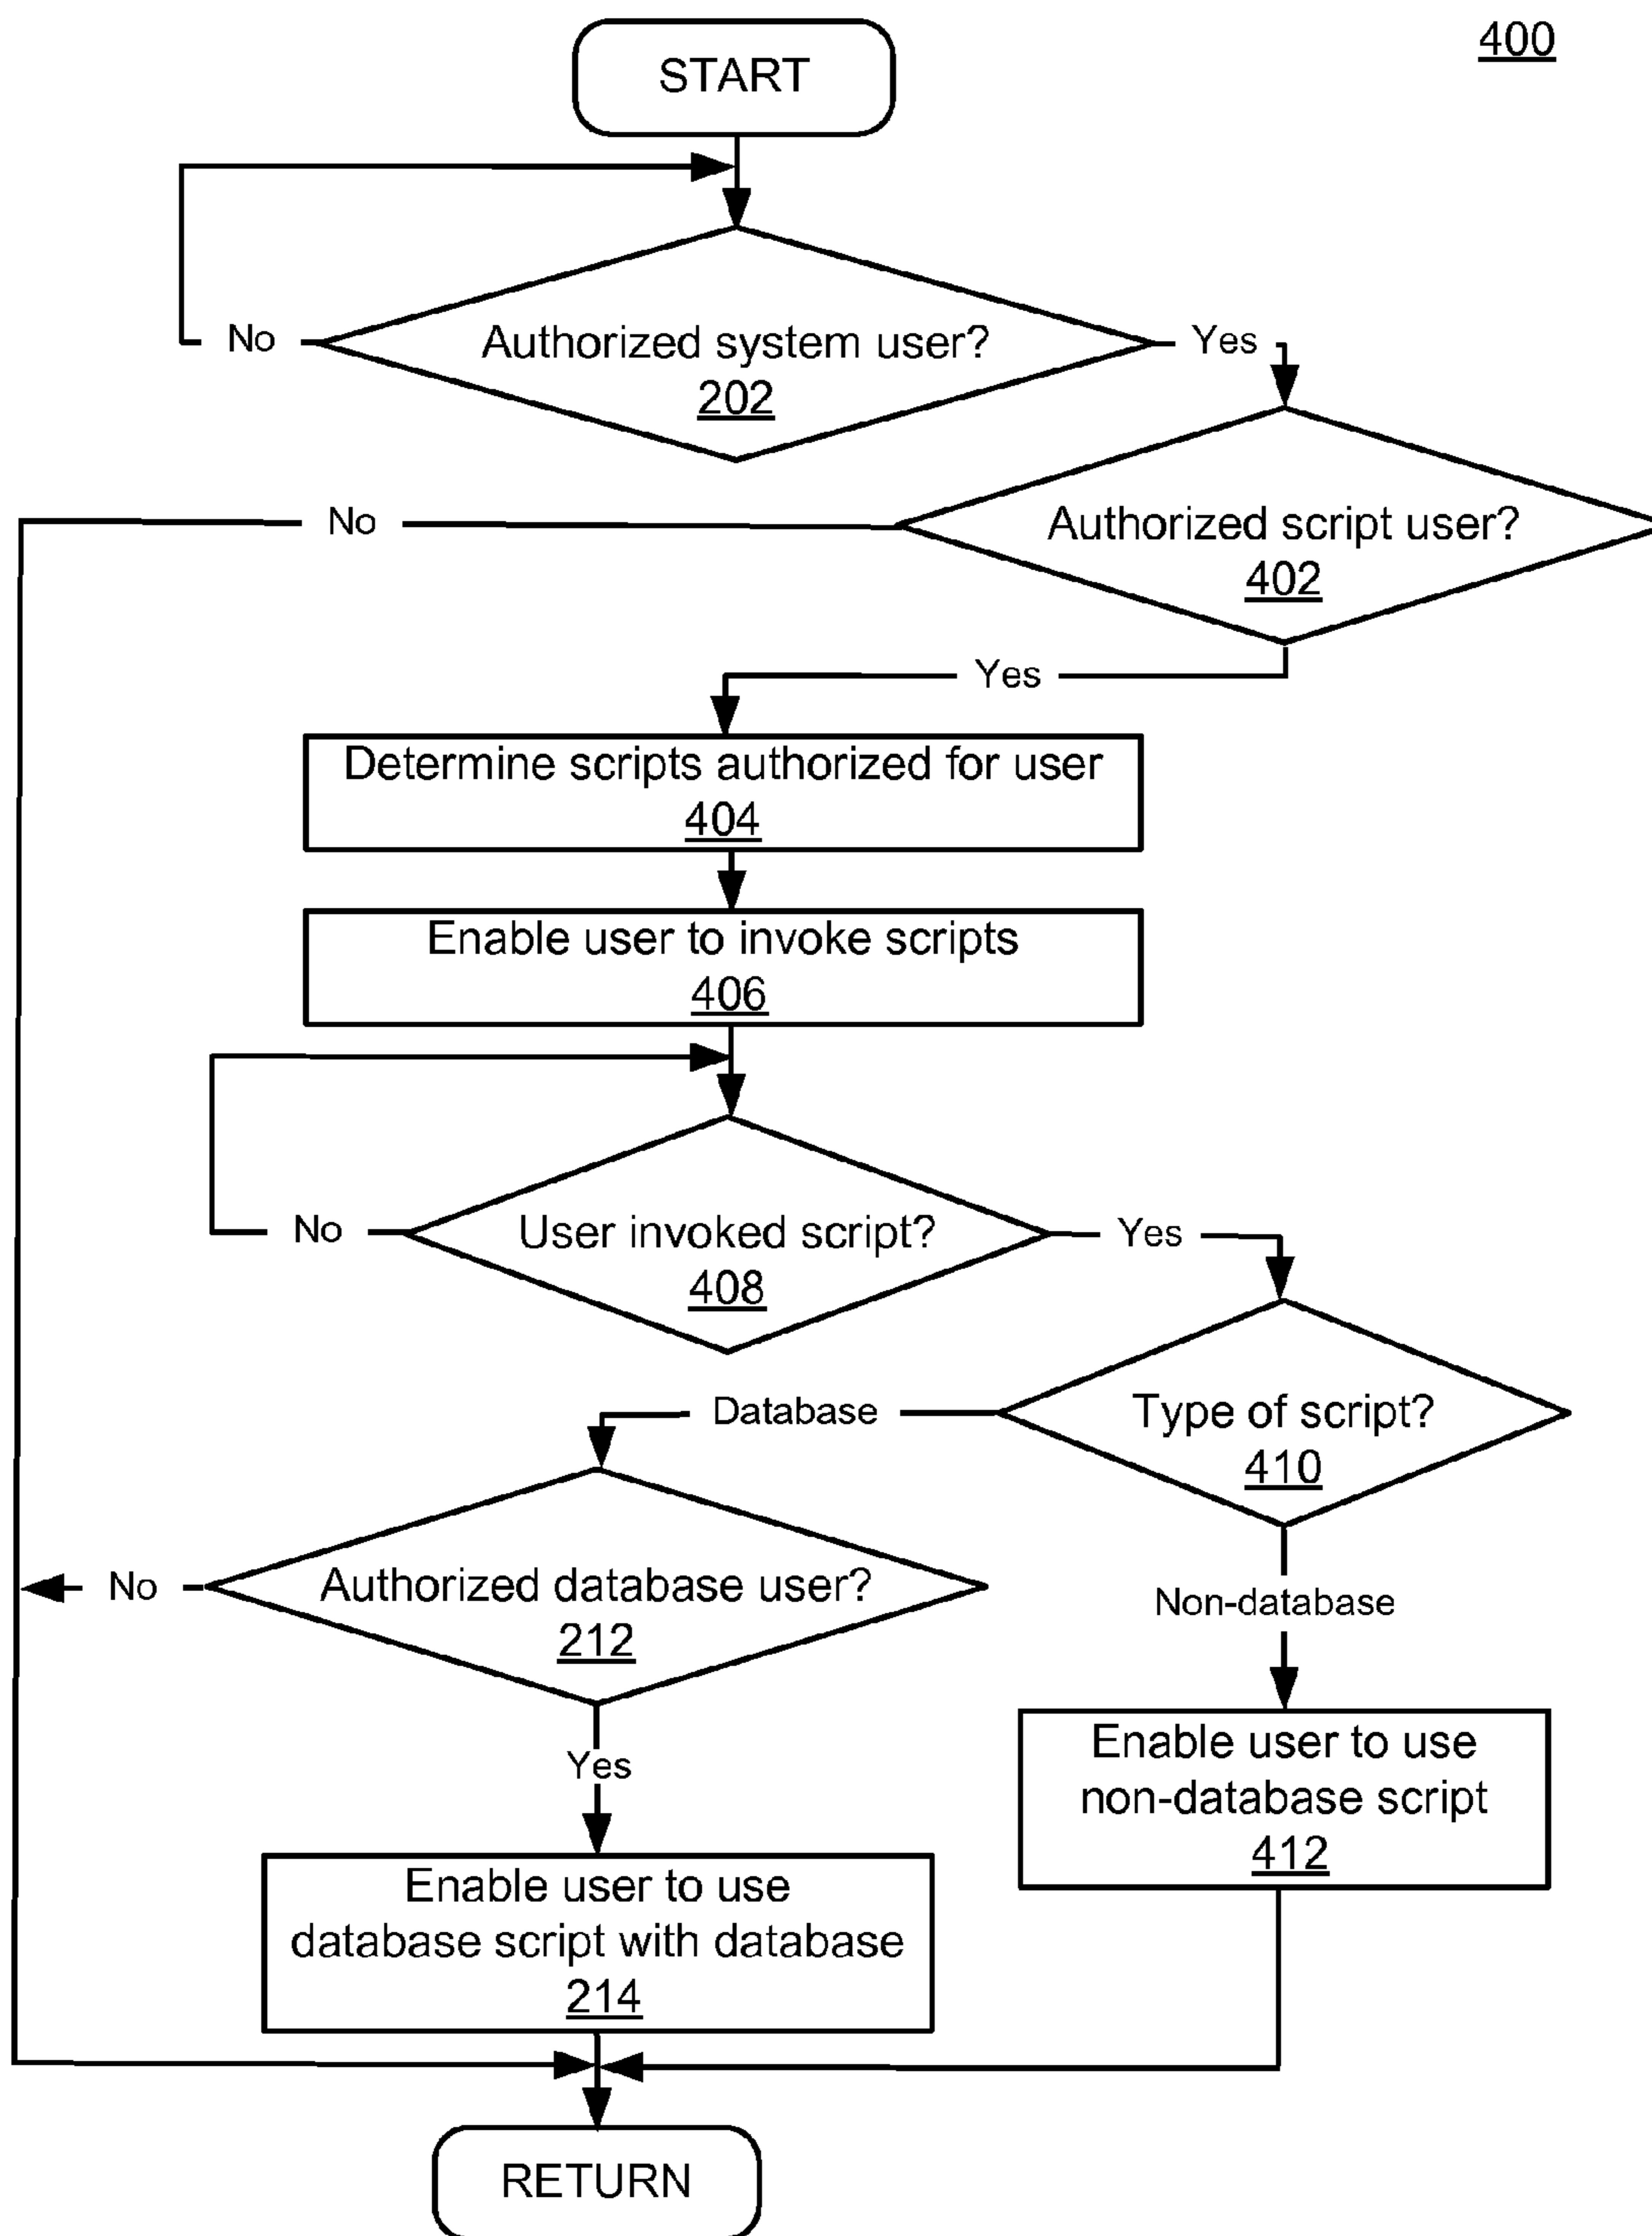 400
START
No
Authorized system user?
Yes
202
No
Authorized script user?
402
Yes
Determine scripts authorized for user
404
Enable user to invoke scripts
406
No
User invoked script?
Yes
408
Database
Type of script?
410
No
Authorized database user?
212
Non-database
Yes
Enable user to use
non-database script
412
Enable user to use
database script with database
214
RETURN